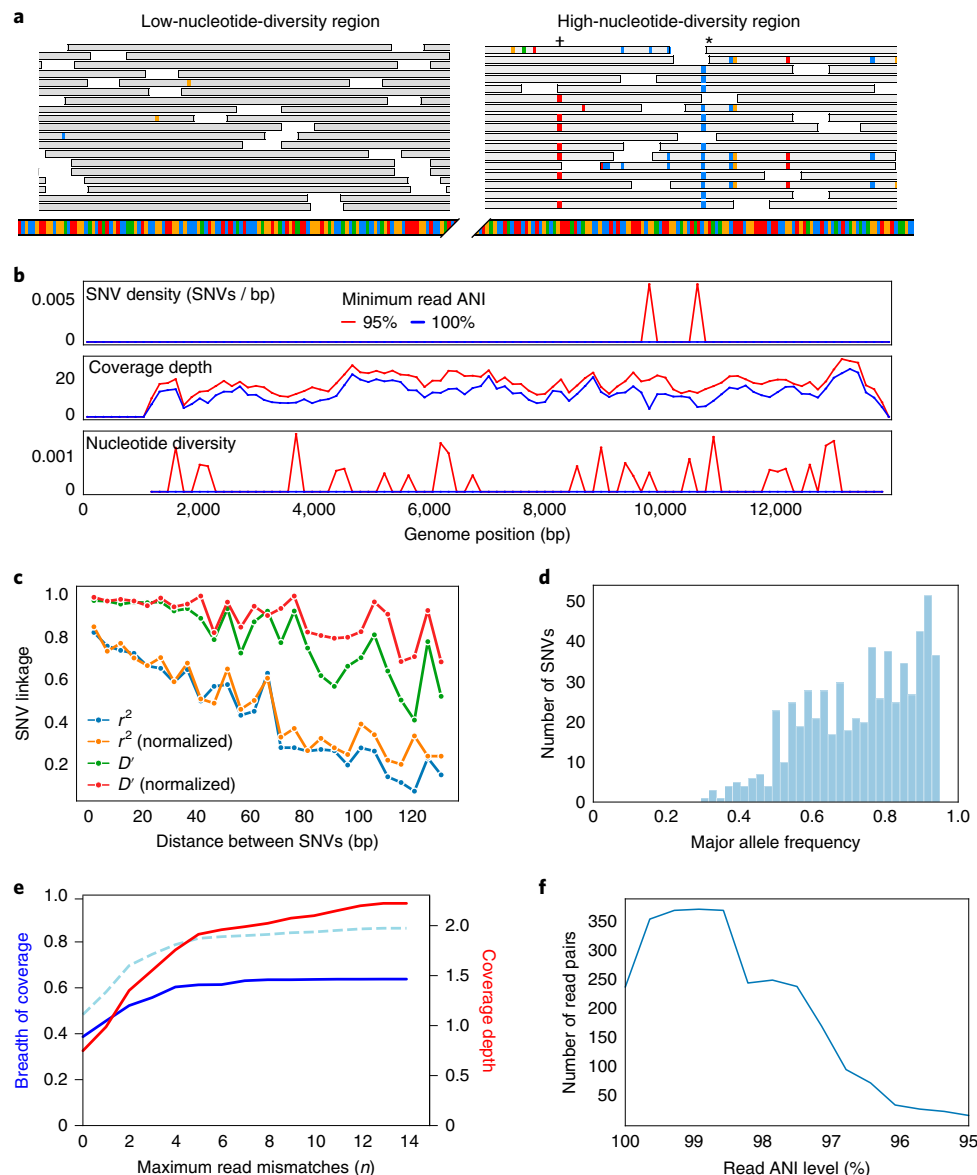 a
Low-nucleotide-diversity region
High-nucleotide-diversity region
+
*
b
SNV density (SNVs / bp)
Minimum read ANI
95%
100%
0.005
0
Coverage depth
20
0
Nucleotide diversity
0.001
0
2,000
4,000
6,000
8,000
10,000
12,000
Genome position (bp)
c
1.0
0.8
0.6
0.4
0.2
SNV linkage
r²
r² (normalized)
D′
D′ (normalized)
0
20
40
60
80
100
120
Distance between SNVs (bp)
d
50
40
30
20
10
0
Number of SNVs
0
0.2
0.4
0.6
0.8
1.0
Major allele frequency
e
1.0
0.8
0.6
0.4
0.2
0
Breadth of coverage
2.0
1.5
1.0
0.5
0
Coverage depth
0
2
4
6
8
10
12
14
Maximum read mismatches (n)
f
350
300
250
200
150
100
50
Number of read pairs
100
99
98
97
96
95
Read ANI level (%)